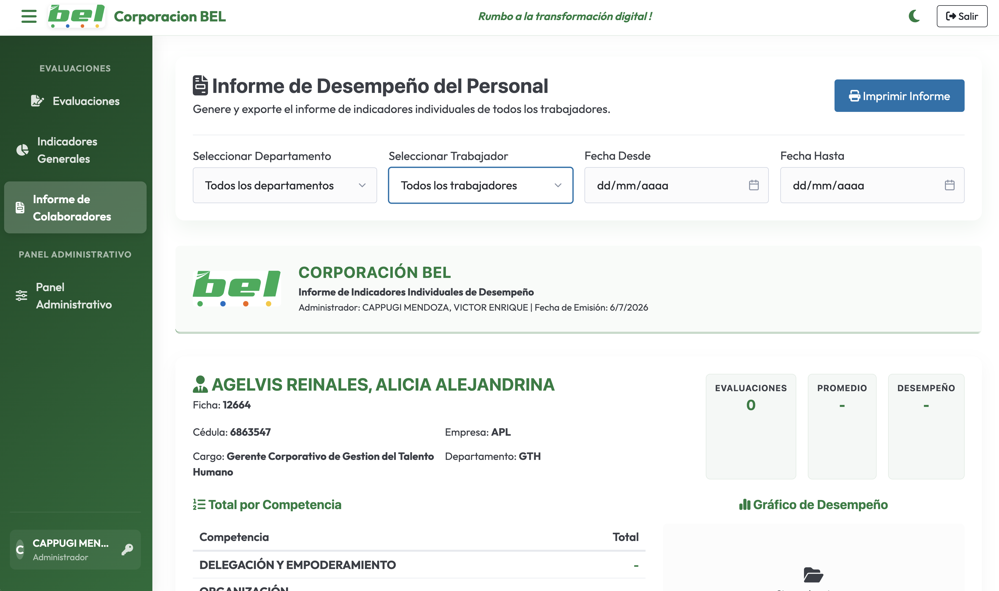 bel
Corporacion BEL
Rumbo a la transformación digital !
Salir
EVALUACIONES
Evaluaciones
Indicadores
Generales
Informe de
Colaboradores
PANEL ADMINISTRATIVO
Panel
Administrativo
CAPPUGI MEN...
Administrador
C
Informe de Desempeño del Personal
Genere y exporte el informe de indicadores individuales de todos los trabajadores.
Imprimir Informe
Seleccionar Departamento
Todos los departamentos
Seleccionar Trabajador
Todos los trabajadores
Fecha Desde
dd/mm/aaaa
Fecha Hasta
dd/mm/aaaa
bel
CORPORACIÓN BEL
Informe de Indicadores Individuales de Desempeño
Administrador: CAPPUGI MENDOZA, VICTOR ENRIQUE | Fecha de Emisión: 6/7/2026
AGELVIS REINALES, ALICIA ALEJANDRINA
Ficha: 12664
Cédula: 6863547
Empresa: APL
Cargo: Gerente Corporativo de Gestion del Talento
Humano
Departamento: GTH
EVALUACIONES
0
PROMEDIO
-
DESEMPEÑO
-
Total por Competencia
Competencia Total
DELEGACIÓN Y EMPODERAMIENTO -
ORGANIZACIÓN
Gráfico de Desempeño